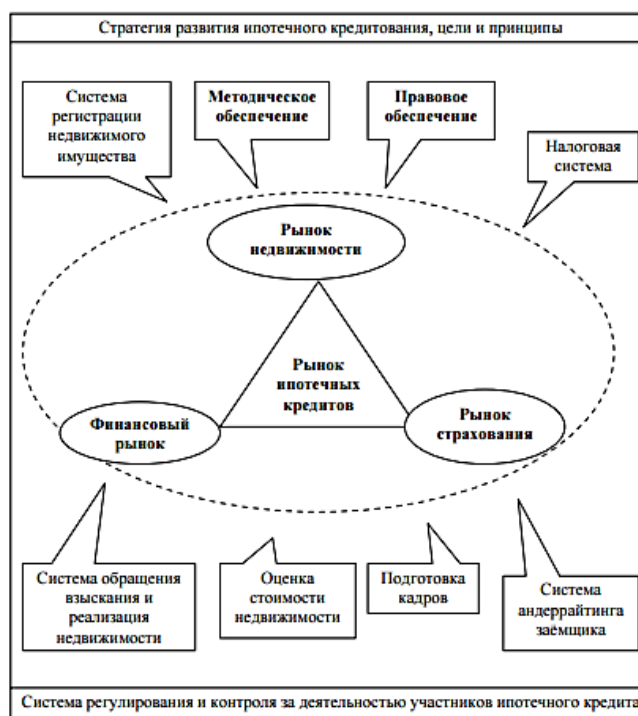 Стратегия развития ипотечного кредитования, цели и принципы
Система
регистрации
недвижимого
имущества
Методическое
обеспечение
Правовое
обеспечение
Налоговая
система
Рынок
недвижимости
Рынок
ипотечных
кредитов
Финансовый
рынок
Рынок
страхования
Система обращения
взыскания и
реализация
недвижимости
Оценка
стоимости
недвижимости
Подготовка
кадров
Система
андеррайтинга
заёмщика
Система регулирования и контроля за деятельностью участников ипотечного кредита